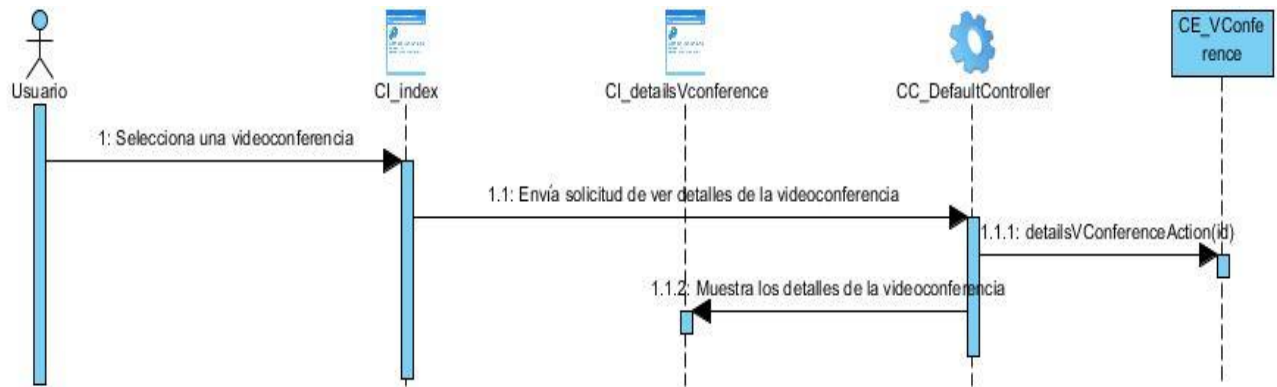 CE_VConfe
rence
Usuario
CI_index
CI_detailsVconference
CC_DefaultController
1: Selecciona una videoconferencia
1.1: Envía solicitud de ver detalles de la videoconferencia
1.1.1: detailsVConferenceAction(id)
1.1.2: Muestra los detalles de la videoconferencia